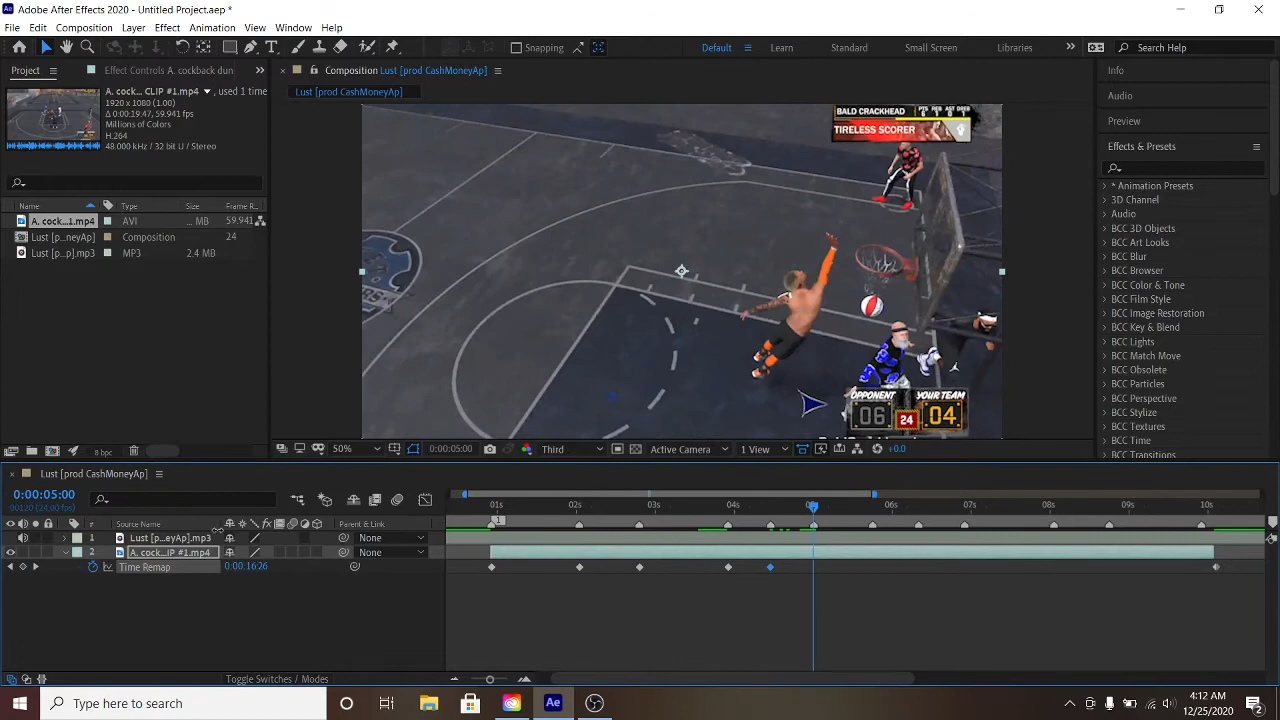 Adobe After Effects 2020 - Untitled Project.aep *
File Edit Composition Layer Effect Animation View Window Help
Snapping
Default Learn Standard Small Screen Libraries Search Help
Project Effect Controls A. cockback dun
Composition Lust [prod CashMoneyAp]
Info
Lust [prod CashMoneyAp]
A. cock... CLIP #1.mp4 , used 1 time
1920 x 1080 (1.00)
Millions of Colors
H.264
48.000 kHz / 32 bit U / Stereo
Audio
Preview
Effects & Presets
Name Type Size Frame R...
A. cock...1.mp4 AVI ... MB 59.941
Lust [p...neyAp] Composition 24
Lust [p...p].mp3 MP3 2.4 MB
BALD CRACKHEAD PTS REB AST
TIRELESS SCORER
OPPONENT YOUR TEAM
06 24 04
* Animation Presets
3D Channel
Audio
BCC 3D Objects
BCC Art Looks
BCC Blur
BCC Browser
BCC Color & Tone
BCC Film Style
BCC Image Restoration
BCC Key & Blend
BCC Lights
BCC Match Move
BCC Obsolete
BCC Particles
BCC Perspective
BCC Stylize
BCC Textures
BCC Time
BCC Transitions
8 bpc
50% 0:00:05:00 Third Active Camera 1 View +0.0
Lust [prod CashMoneyAp]
0:00:05:00
00120 (24.00 fps)
01s 02s 03s 04s 05s 06s 07s 08s 09s 10s
# Source Name Parent & Link
1
1 Lust [p...eyAp].mp3 None
2 A. cock...IP #1.mp4 None
Time Remap 0:00:16:26
Toggle Switches / Modes
Type here to search
Ae
4:12 AM
12/25/2020